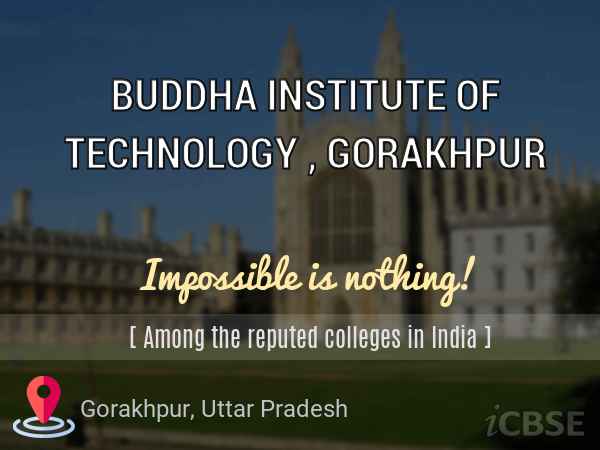 BUDDHA INSTITUTE OF
TECHNOLOGY , GORAKHPUR
Impossible is nothing!
[ Among the reputed colleges in India ]
Gorakhpur, Uttar Pradesh
iCBSE